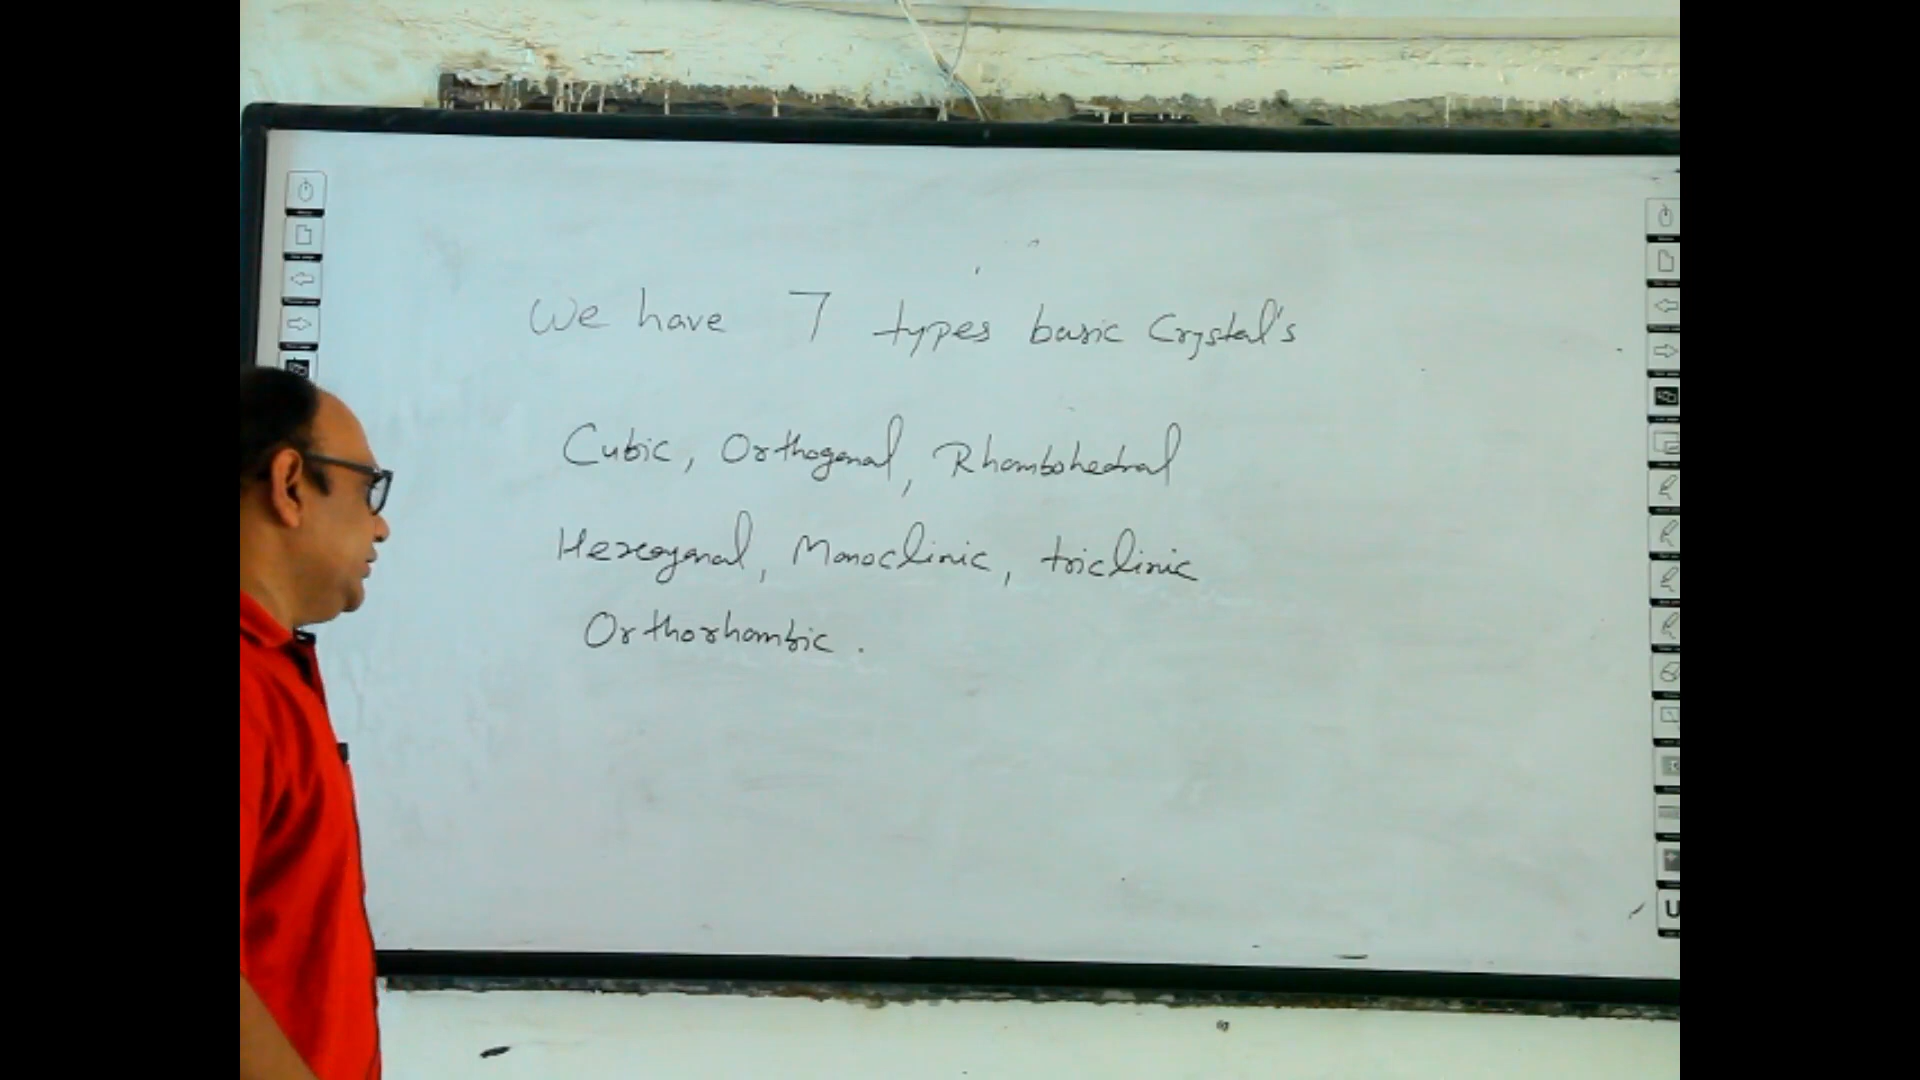 We have 7 types basic Crystal's
Cubic, Orthogonal, Rhombohedral
Hexagonal, Monoclinic, triclinic
Orthorhombic.
U